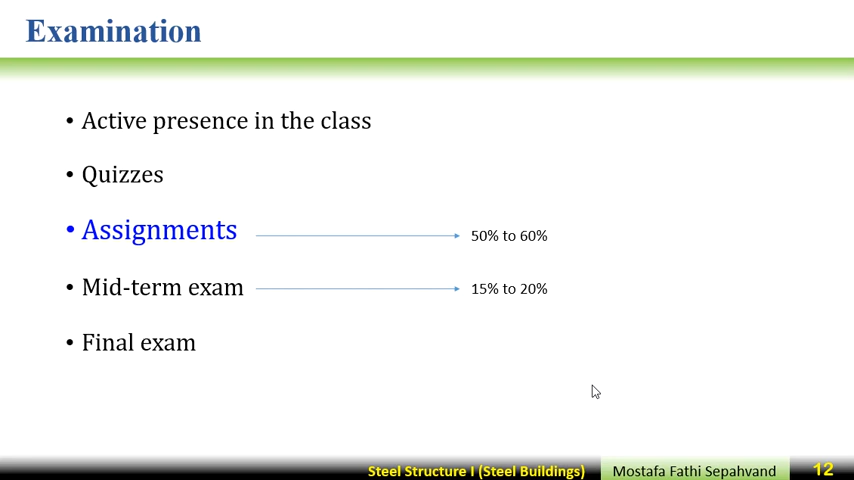 Examination
• Active presence in the class
• Quizzes
• Assignments 50% to 60%
• Mid-term exam 15% to 20%
• Final exam
Steel Structure I (Steel Buildings) Mostafa Fathi Sepahvand 12